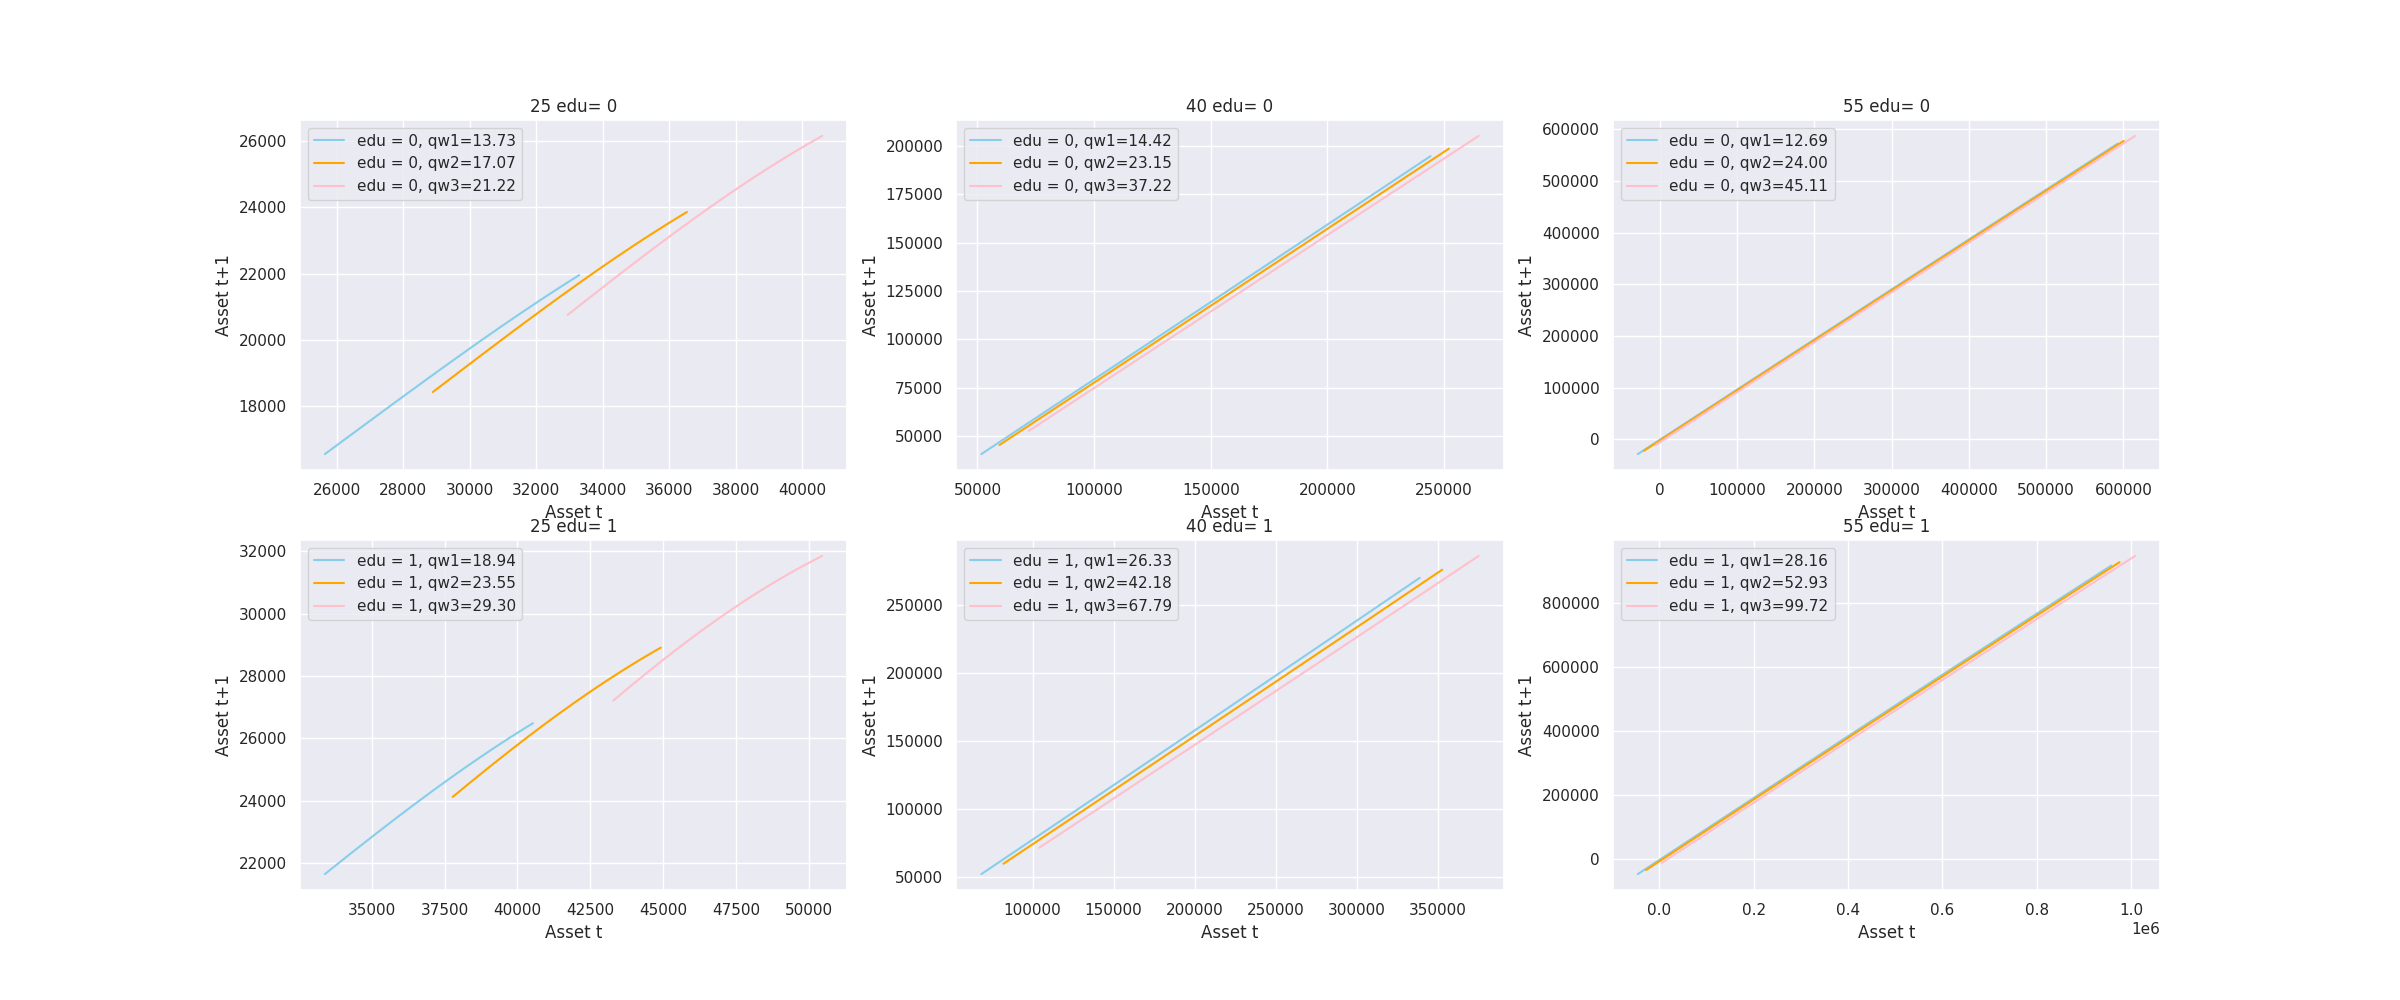 25 edu= 0
edu = 0, qw1=13.73
edu = 0, qw2=17.07
edu = 0, qw3=21.22
26000
24000
22000
20000
18000
Asset t+1
26000 28000 30000 32000 34000 36000 38000 40000
Asset t
40 edu= 0
edu = 0, qw1=14.42
edu = 0, qw2=23.15
edu = 0, qw3=37.22
200000
175000
150000
125000
100000
75000
50000
Asset t+1
50000 100000 150000 200000 250000
Asset t
55 edu= 0
edu = 0, qw1=12.69
edu = 0, qw2=24.00
edu = 0, qw3=45.11
600000
500000
400000
300000
200000
100000
0
Asset t+1
0 100000 200000 300000 400000 500000 600000
Asset t
25 edu= 1
edu = 1, qw1=18.94
edu = 1, qw2=23.55
edu = 1, qw3=29.30
32000
30000
28000
26000
24000
22000
Asset t+1
35000 37500 40000 42500 45000 47500 50000
Asset t
40 edu= 1
edu = 1, qw1=26.33
edu = 1, qw2=42.18
edu = 1, qw3=67.79
250000
200000
150000
100000
50000
Asset t+1
100000 150000 200000 250000 300000 350000
Asset t
55 edu= 1
edu = 1, qw1=28.16
edu = 1, qw2=52.93
edu = 1, qw3=99.72
800000
600000
400000
200000
0
Asset t+1
0.0 0.2 0.4 0.6 0.8 1.0
1e6
Asset t